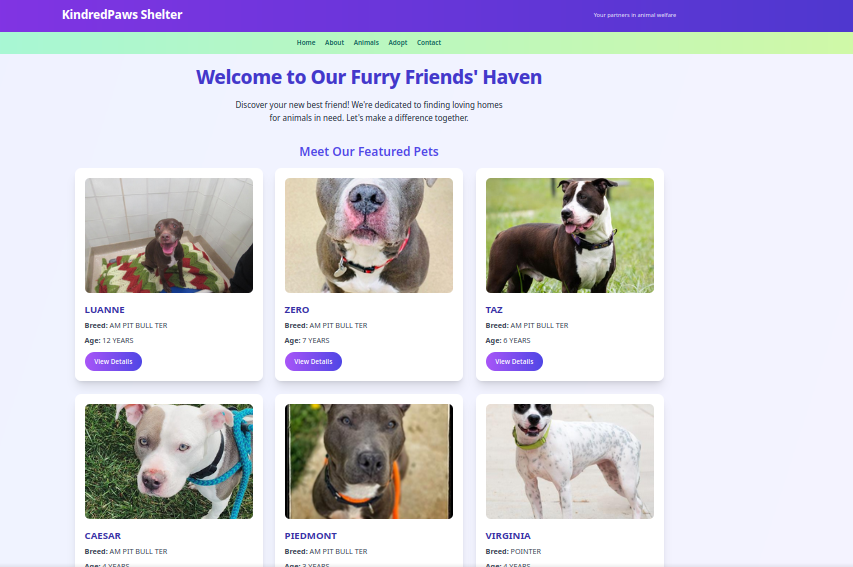 KindredPaws Shelter
Your partners in animal welfare
Home About Animals Adopt Contact
Welcome to Our Furry Friends' Haven
Discover your new best friend! We're dedicated to finding loving homes
for animals in need. Let's make a difference together.
Meet Our Featured Pets
LUANNE
Breed: AM PIT BULL TER
Age: 12 YEARS
View Details
ZERO
Breed: AM PIT BULL TER
Age: 7 YEARS
View Details
TAZ
Breed: AM PIT BULL TER
Age: 6 YEARS
View Details
CAESAR
Breed: AM PIT BULL TER
Age: 4 YEARS
PIEDMONT
Breed: AM PIT BULL TER
Age: 3 YEARS
VIRGINIA
Breed: POINTER
Age: 4 YEARS